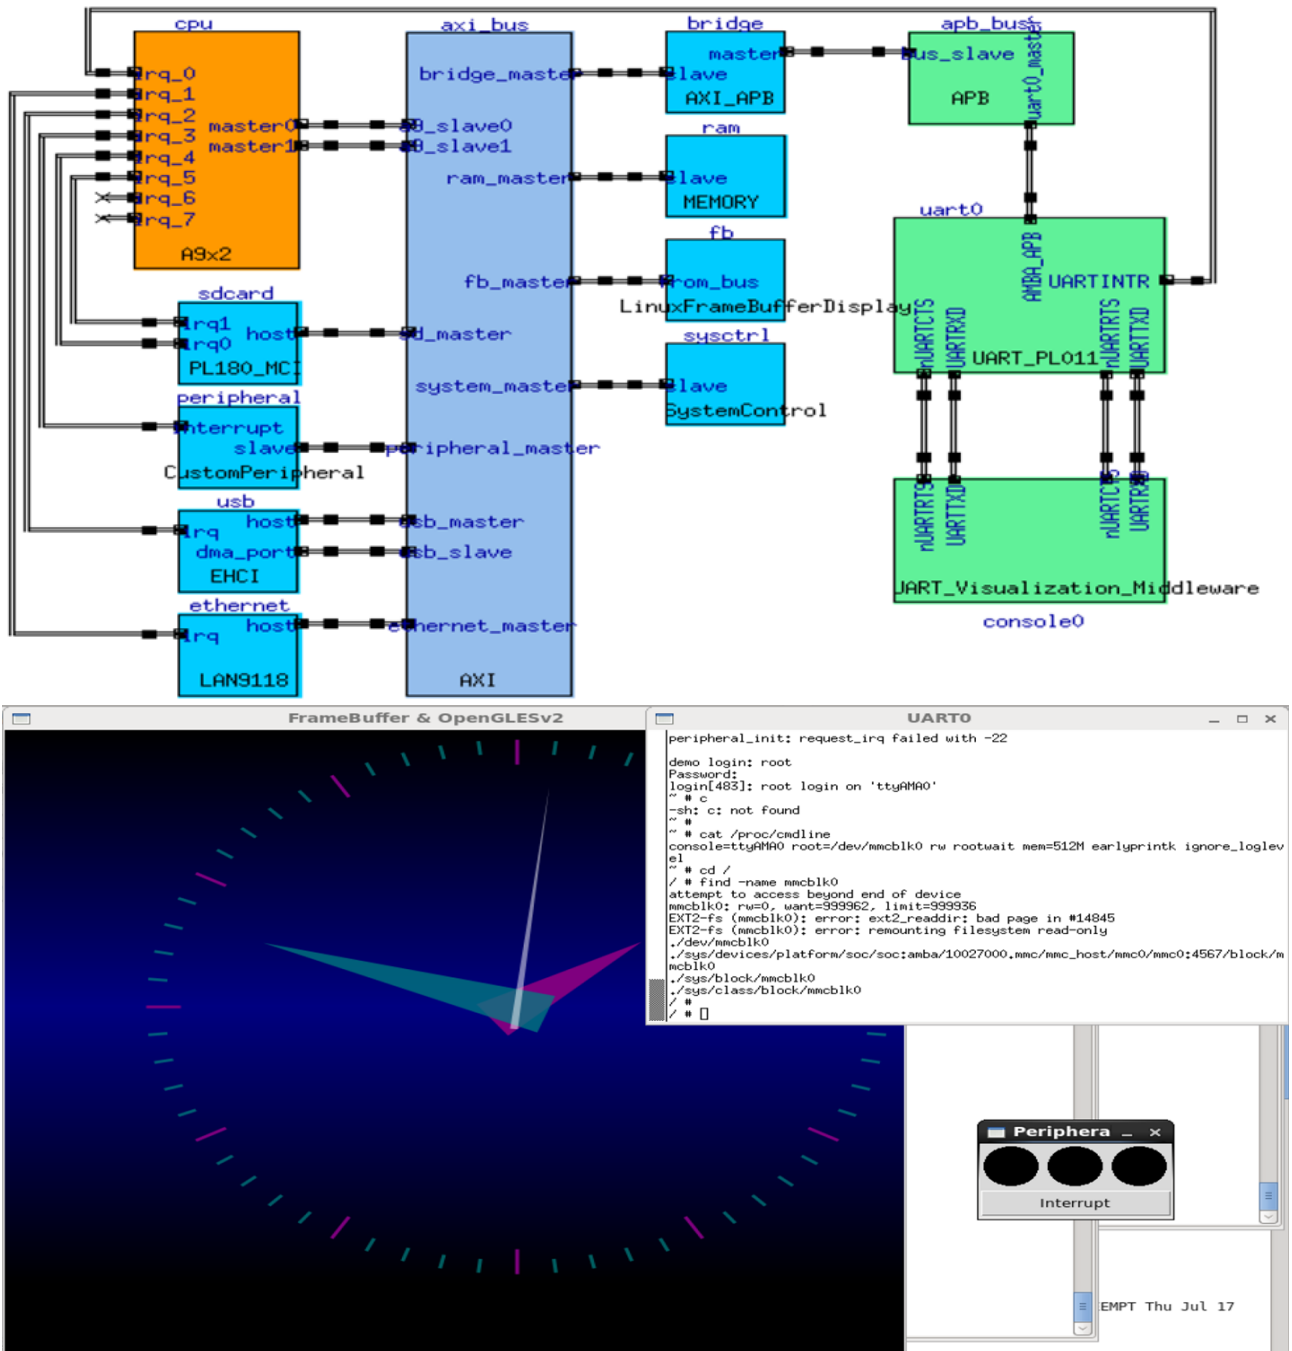 cpu
axi_bus
bridge
apb_bus
irq_0
irq_1
irq_2
irq_3
irq_4
irq_5
irq_6
irq_7
master0
master1
A9x2
bridge_master
a9_slave0
a9_slave1
ram_master
fb_master
sd_master
system_master
peripheral_master
usb_master
usb_slave
ethernet_master
AXI
master
slave
AXI_APB
ram
slave
MEMORY
fb
from_bus
LinuxFrameBufferDisplay
sysctrl
slave
SystemControl
bus_slave
uart0_master
APB
uart0
AMBA_APB
UARTINTR
nUARTCTS
UARTRXD
nUARTRTS
UARTTXD
UART_PL011
nUARTRTS
UARTTXD
nUARTCTS
UARTRXD
UART_Visualization_Middleware
console0
sdcard
irq1
host
irq0
PL180_MCI
peripheral
interrupt
slave
CustomPeripheral
usb
host
irq
dma_port
EHCI
ethernet
host
irq
LAN9118
FrameBuffer & OpenGLESv2
UART0
peripheral_init: request_irq failed with -22
demo login: root
Password:
login[483]: root login on 'ttyAMA0'
~ # c
-sh: c: not found
~ #
~ # cat /proc/cmdline
console=ttyAMA0 root=/dev/mmcblk0 rw rootwait mem=512M earlyprintk ignore_loglev
el
~ # cd /
/ # find -name mmcblk0
attempt to access beyond end of device
mmcblk0: rw=0, want=999962, limit=999936
EXT2-fs (mmcblk0): error: ext2_readdir: bad page in #14845
EXT2-fs (mmcblk0): error: remounting filesystem read-only
./dev/mmcblk0
./sys/devices/platform/soc/soc:amba/10027000.mmc/mmc_host/mmc0/mmc0:4567/block/m
mcblk0
./sys/block/mmcblk0
./sys/class/block/mmcblk0
/ #
/ #
Periphera
Interrupt
EMPT Thu Jul 17